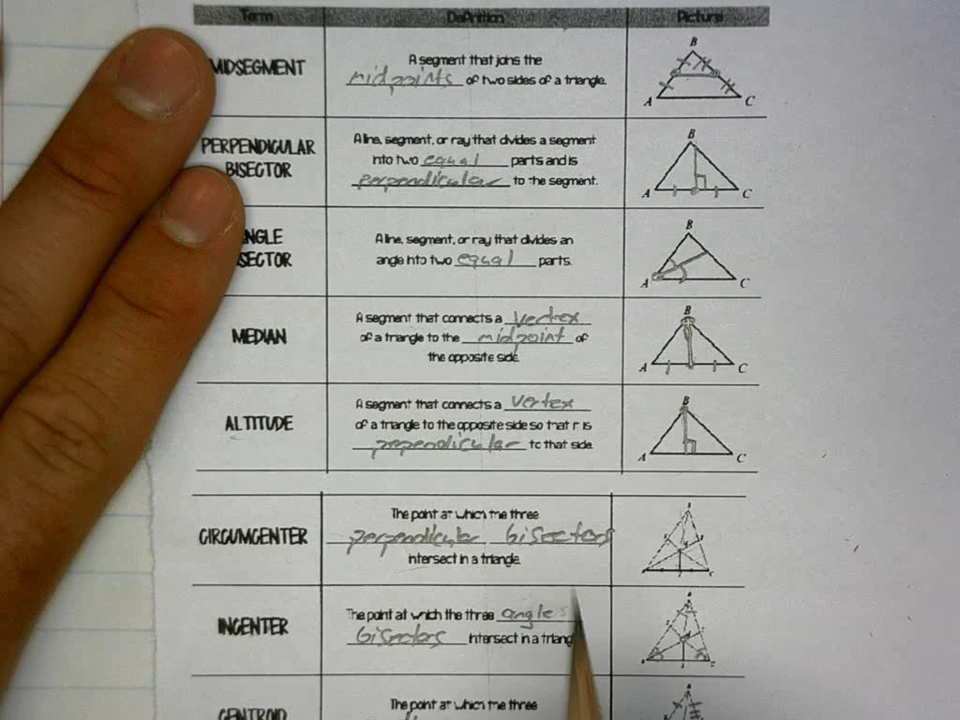 Term Definition Picture
MIDSEGMENT
A segment that joins the
midpoints of two sides of a triangle.
B
A C
PERPENDICULAR
BISECTOR
A line, segment, or ray that divides a segment
into two equal parts and is
perpendicular to the segment.
B
A C
NGLE
SECTOR
A line, segment, or ray that divides an
angle into two equal parts.
B
A C
MEDIAN
A segment that connects a vertex
of a triangle to the midpoint of
the opposite side.
B
A C
ALTITUDE
A segment that connects a vertex
of a triangle to the opposite side so that it is
perpendicular to that side.
B
A C
CIRCUMCENTER
The point at which the three
perpendicular bisectors
intersect in a triangle.
INCENTER
The point at which the three angle
bisectors intersect in a triang
CENTROID
The point at which the three